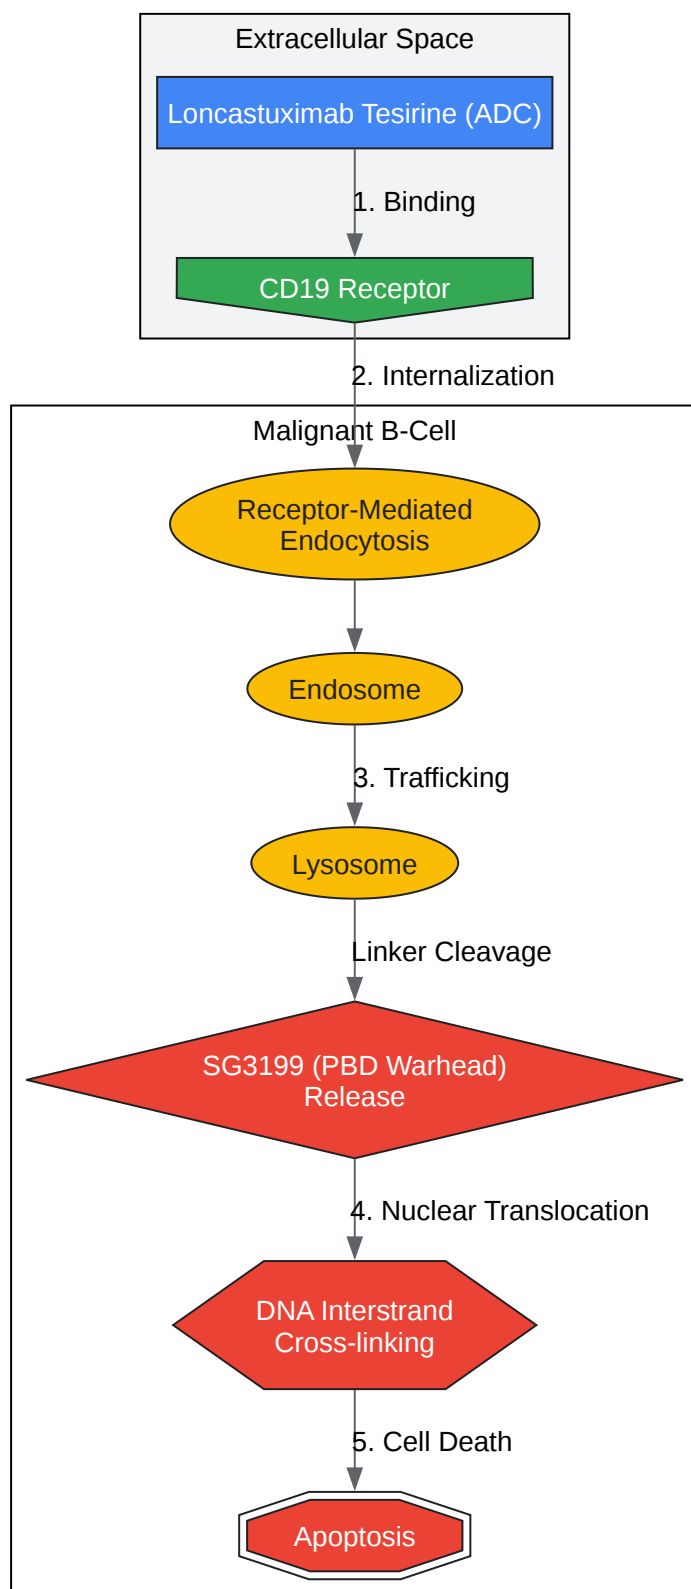 Extracellular Space
Loncastuximab Tesirine (ADC)
1. Binding
CD19 Receptor
2. Internalization
Malignant B-Cell
Receptor-Mediated
Endocytosis
Endosome
3. Trafficking
Lysosome
Linker Cleavage
SG3199 (PBD Warhead)
Release
4. Nuclear Translocation
DNA Interstrand
Cross-linking
5. Cell Death
Apoptosis